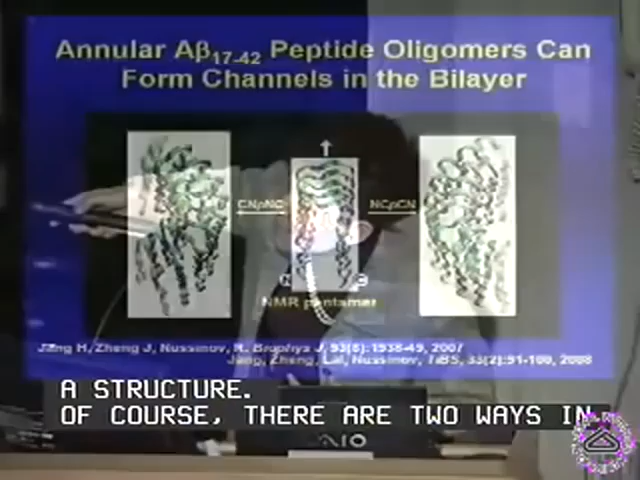 Annular Aβ17-42 Peptide Oligomers Can
Form Channels in the Bilayer
CNpNC
NCpCN
N
C
NMR pentamer
Jang H, Zheng J, Nussinov, R. Biophys J, 93(6):1938-49, 2007
Jang, Zheng, Lal, Nussinov, TiBS, 33(2):91-100, 2008
A STRUCTURE.
OF COURSE, THERE ARE TWO WAYS IN
VAIO